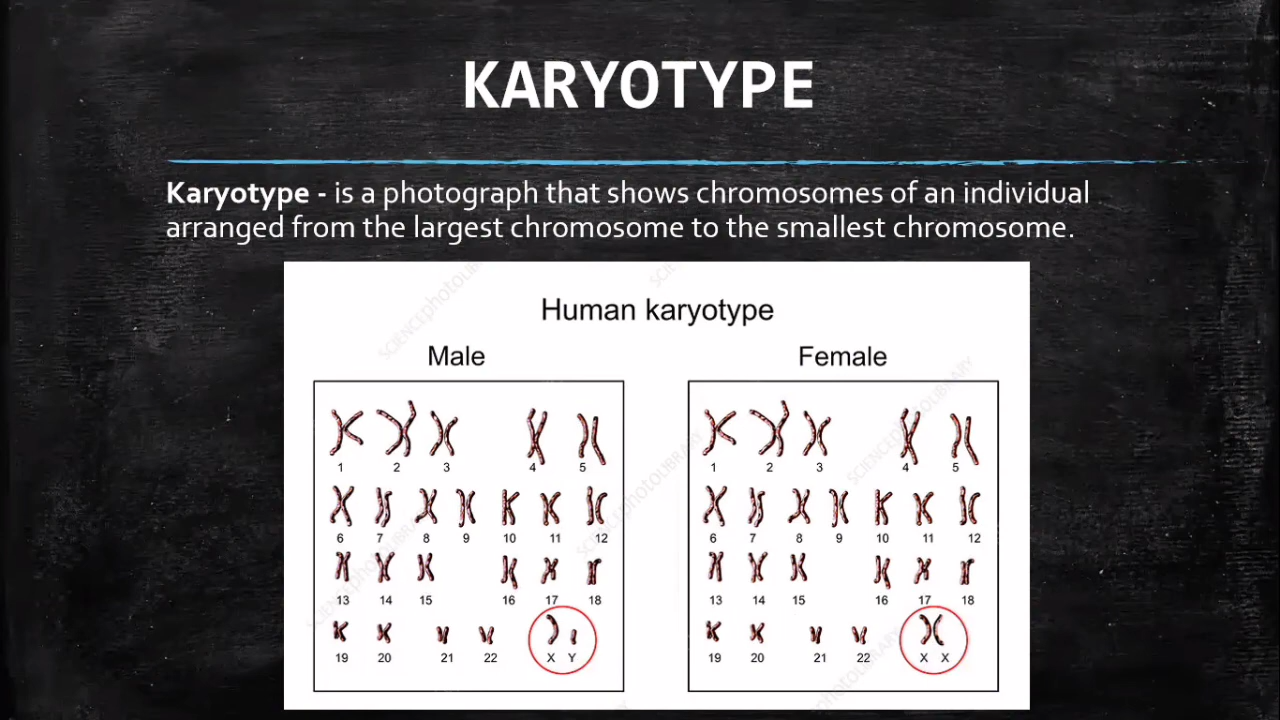 KARYOTYPE
Karyotype - is a photograph that shows chromosomes of an individual
arranged from the largest chromosome to the smallest chromosome.
Human karyotype
Male
Female
1 2 3 4 5
6 7 8 9 10 11 12
13 14 15 16 17 18
19 20 21 22 X Y
1 2 3 4 5
6 7 8 9 10 11 12
13 14 15 16 17 18
19 20 21 22 X X
SCIENCEphotoLIBRARY